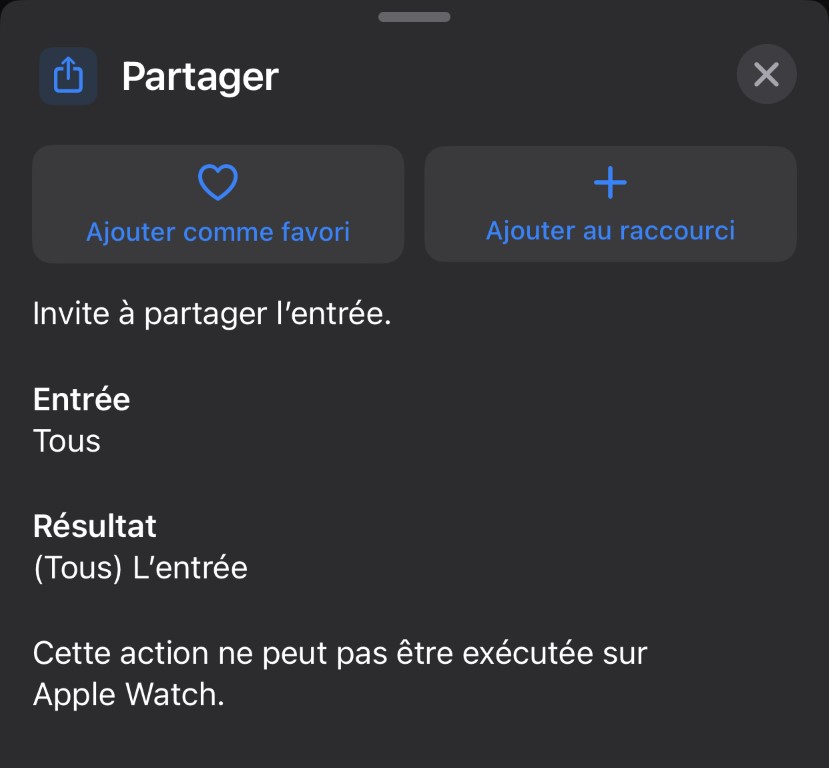 Partager
Ajouter comme favori
Ajouter au raccourci
Invite à partager l’entrée.
Entrée
Tous
Résultat
(Tous) L’entrée
Cette action ne peut pas être exécutée sur
Apple Watch.